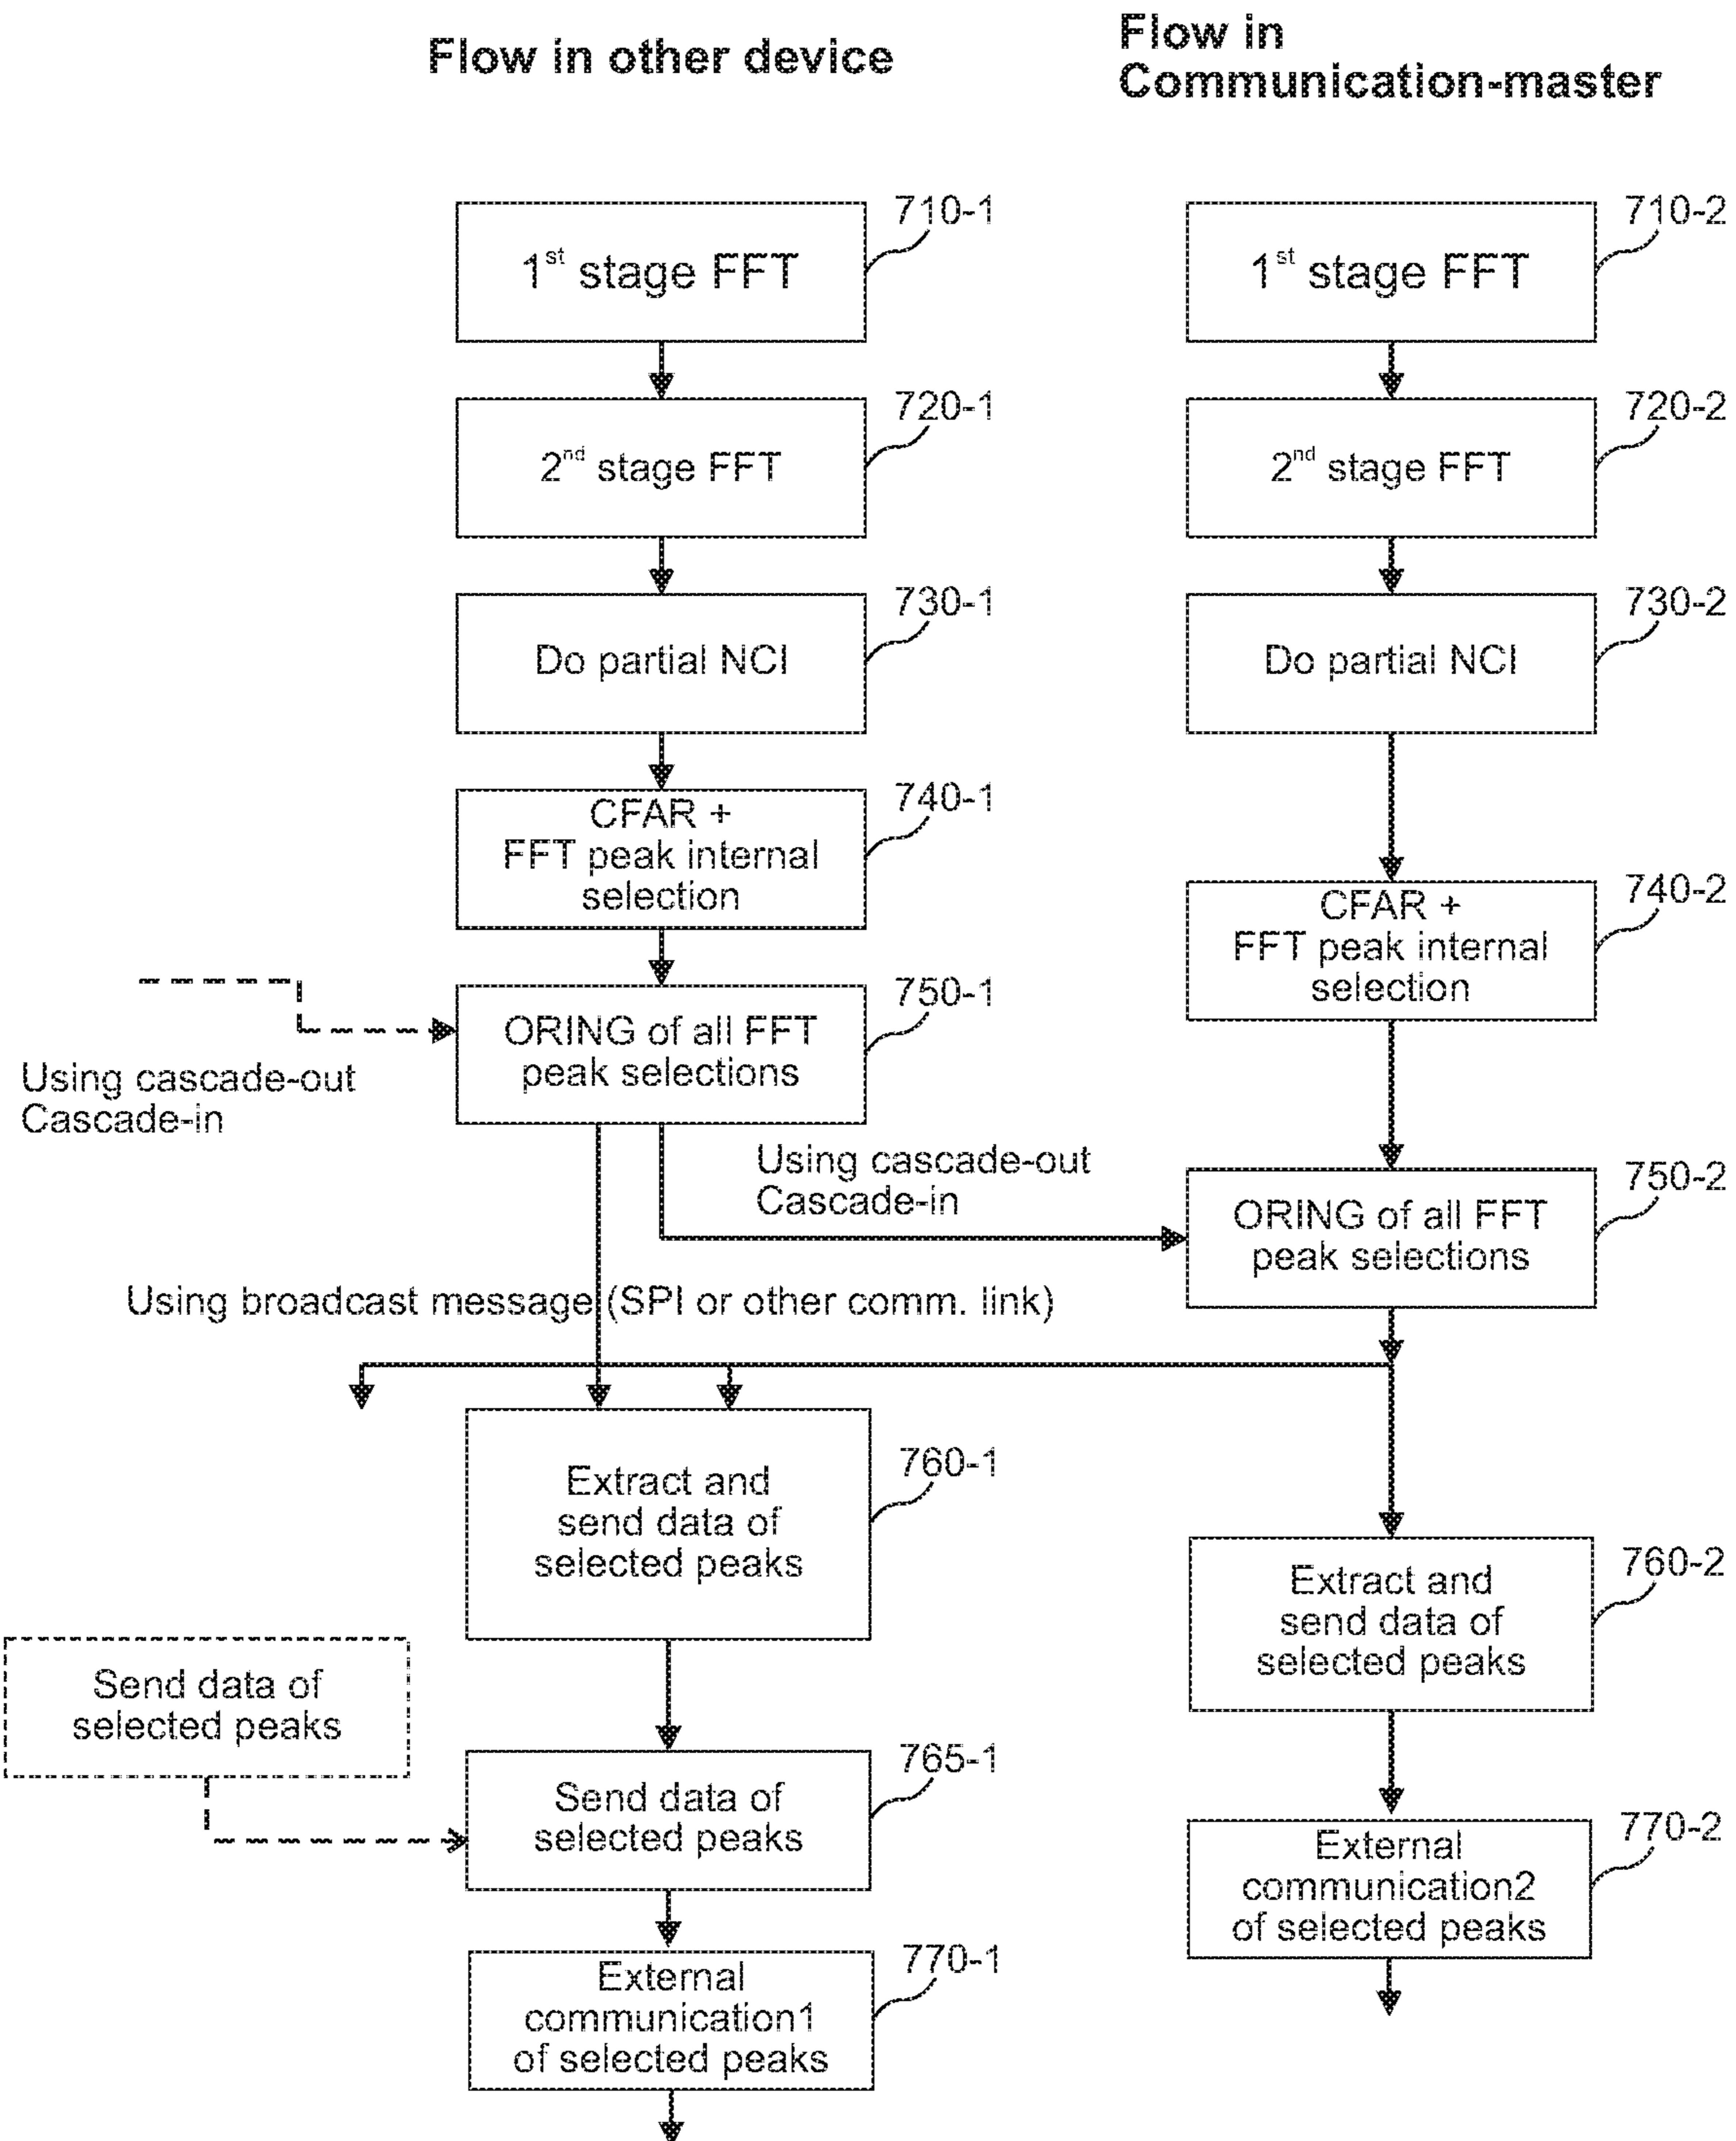 Flow in other device
Flow in
Communication-master
710-1
1st stage FFT
710-2
1st stage FFT
720-1
2nd stage FFT
720-2
2nd stage FFT
730-1
Do partial NCI
730-2
Do partial NCI
740-1
CFAR +
FFT peak internal
selection
740-2
CFAR +
FFT peak internal
selection
750-1
ORING of all FFT
peak selections
Using cascade-out
Cascade-in
Using cascade-out
Cascade-in
750-2
ORING of all FFT
peak selections
Using broadcast message (SPI or other comm. link)
760-1
Extract and
send data of
selected peaks
760-2
Extract and
send data of
selected peaks
Send data of
selected peaks
765-1
Send data of
selected peaks
770-2
External
communication2
of selected peaks
770-1
External
communication1
of selected peaks